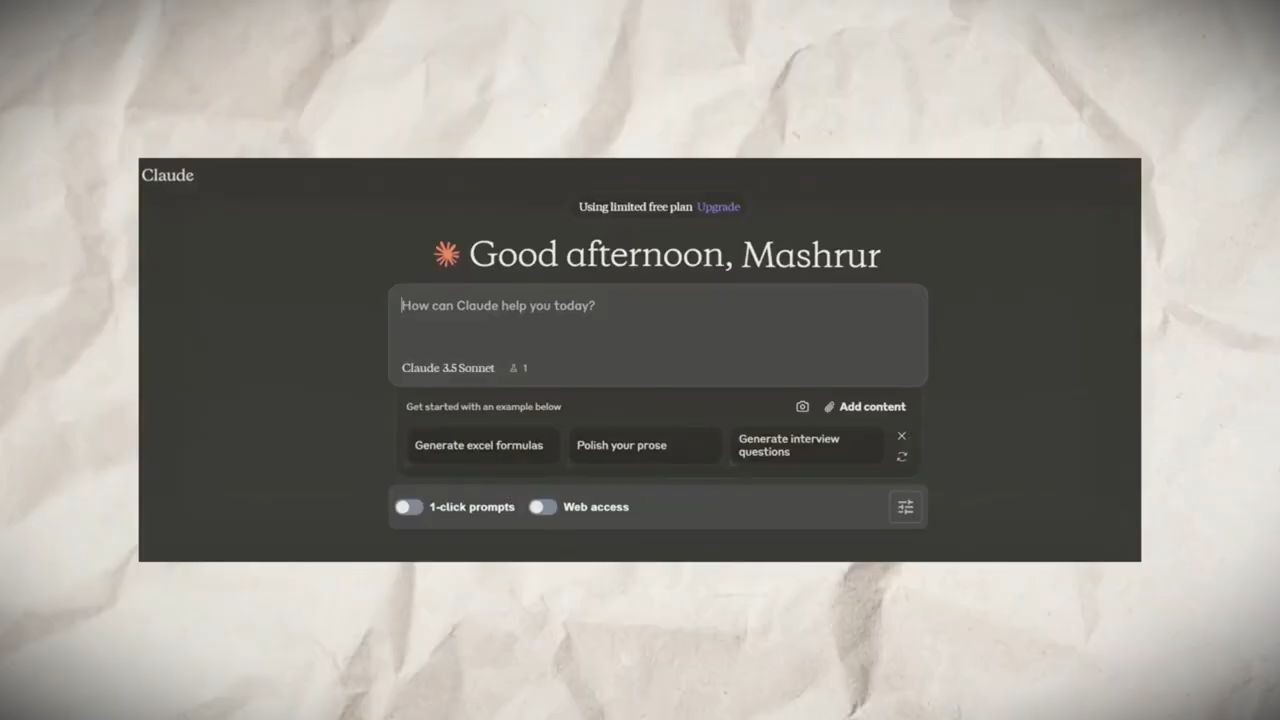 Claude
Using limited free plan Upgrade
Good afternoon, Mashrur
How can Claude help you today?
Claude 3.5 Sonnet 1
Get started with an example below
Add content
Generate excel formulas
Polish your prose
Generate interview
questions
1-click prompts
Web access